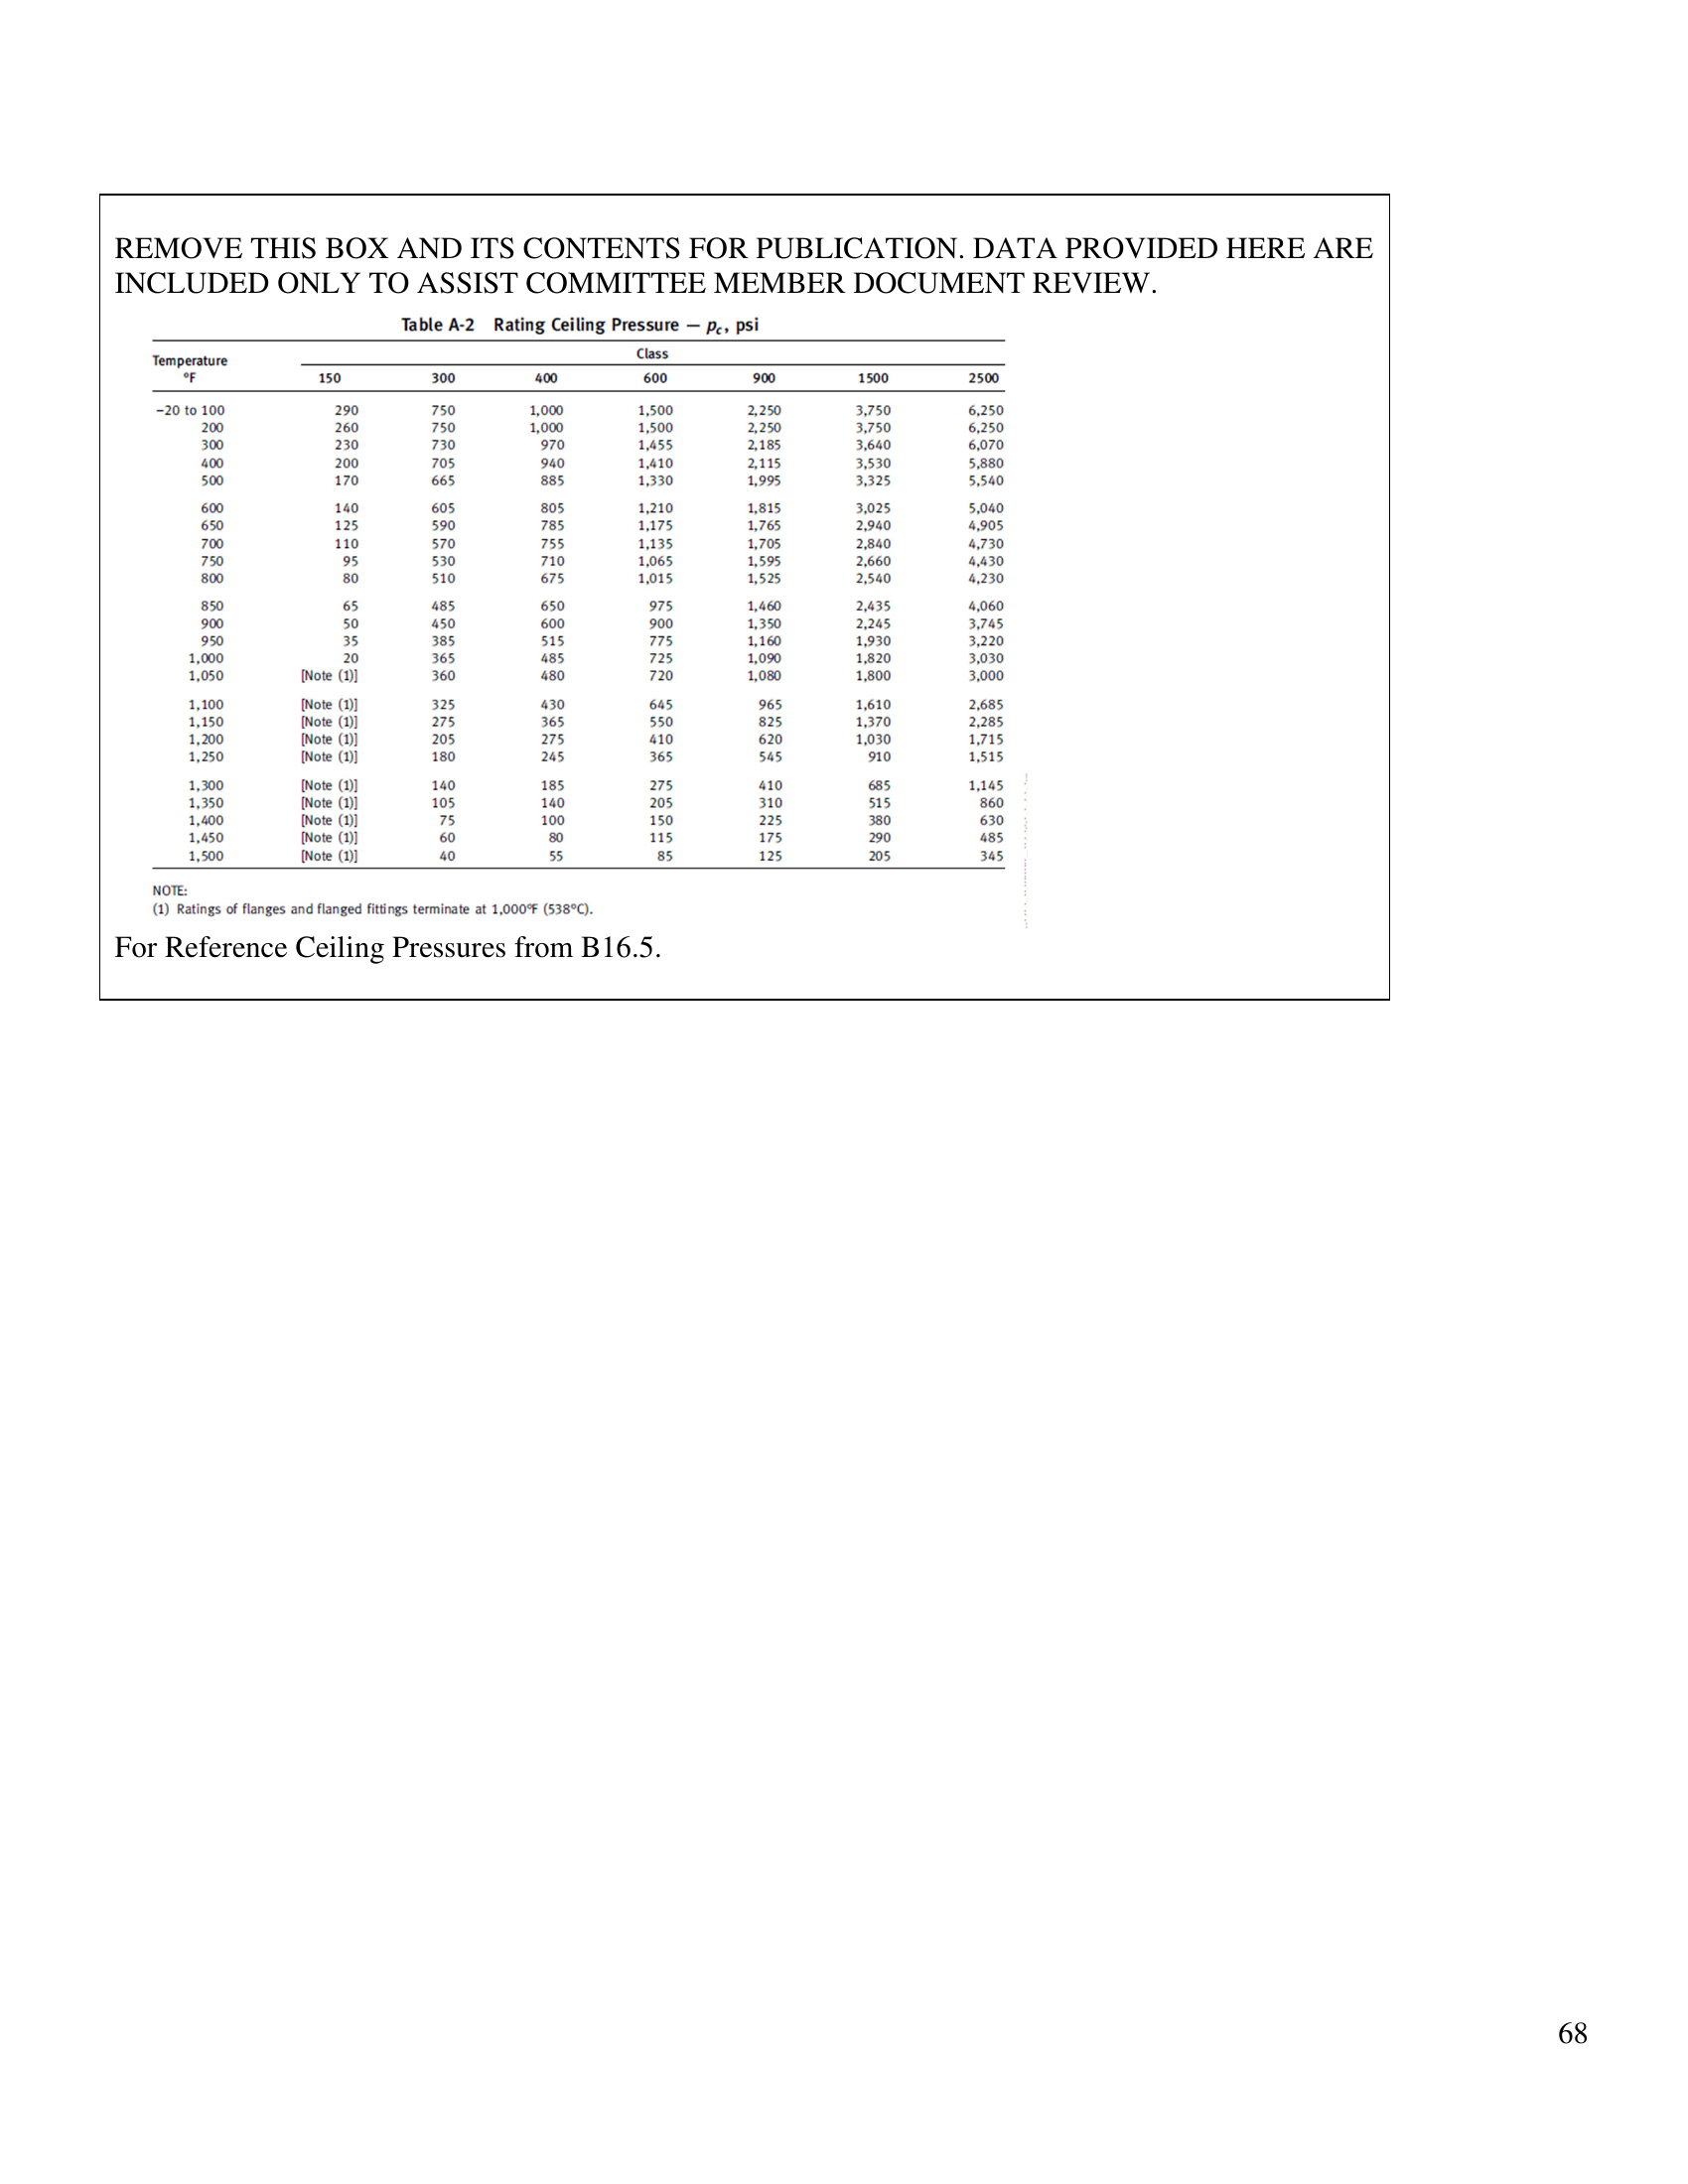 REMOVE THIS BOX AND ITS CONTENTS FOR PUBLICATION. DATA PROVIDED HERE ARE
INCLUDED ONLY TO ASSIST COMMITTEE MEMBER DOCUMENT REVIEW.
Table A-2 Rating Ceiling Pressure — pc, psi
Class
Temperature
°F 150 300 400 600 900 1500 2500
−20 to 100 290 750 1,000 1,500 2,250 3,750 6,250
200 260 750 1,000 1,500 2,250 3,750 6,250
300 230 730 970 1,455 2,185 3,640 6,070
400 200 705 940 1,410 2,115 3,530 5,880
500 170 665 885 1,330 1,995 3,325 5,540
600 140 605 805 1,210 1,815 3,025 5,040
650 125 590 785 1,175 1,765 2,940 4,905
700 110 570 755 1,135 1,705 2,840 4,730
750 95 530 710 1,065 1,595 2,660 4,430
800 80 510 675 1,015 1,525 2,540 4,230
850 65 485 650 975 1,460 2,435 4,060
900 50 450 600 900 1,350 2,245 3,745
950 35 385 515 775 1,160 1,930 3,220
1,000 20 365 485 725 1,090 1,820 3,030
1,050 [Note (1)] 360 480 720 1,080 1,800 3,000
1,100 [Note (1)] 325 430 645 965 1,610 2,685
1,150 [Note (1)] 275 365 550 825 1,370 2,285
1,200 [Note (1)] 205 275 410 620 1,030 1,715
1,250 [Note (1)] 180 245 365 545 910 1,515
1,300 [Note (1)] 140 185 275 410 685 1,145
1,350 [Note (1)] 105 140 205 310 515 860
1,400 [Note (1)] 75 100 150 225 380 630
1,450 [Note (1)] 60 80 115 175 290 485
1,500 [Note (1)] 40 55 85 125 205 345
NOTE:
(1) Ratings of flanges and flanged fittings terminate at 1,000°F (538°C).
For Reference Ceiling Pressures from B16.5.
68